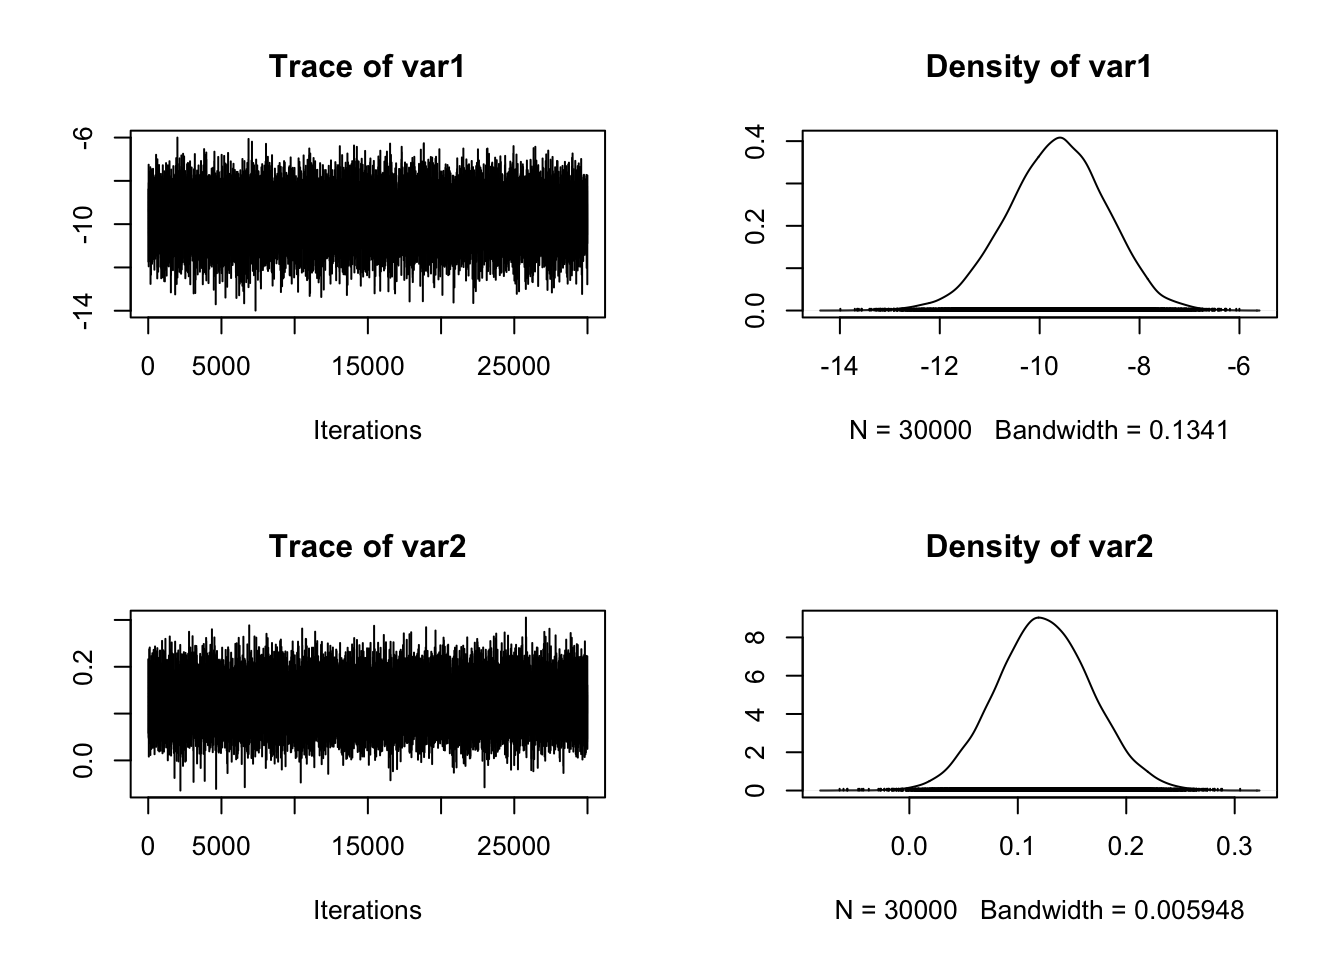 Trace of var1
-6
-10
-14
0 5000 15000 25000
Iterations
Density of var1
0.4
0.2
0.0
-14 -12 -10 -8 -6
N = 30000 Bandwidth = 0.1341
Trace of var2
0.2
0.0
0 5000 15000 25000
Iterations
Density of var2
8
6
4
2
0
0.0 0.1 0.2 0.3
N = 30000 Bandwidth = 0.005948